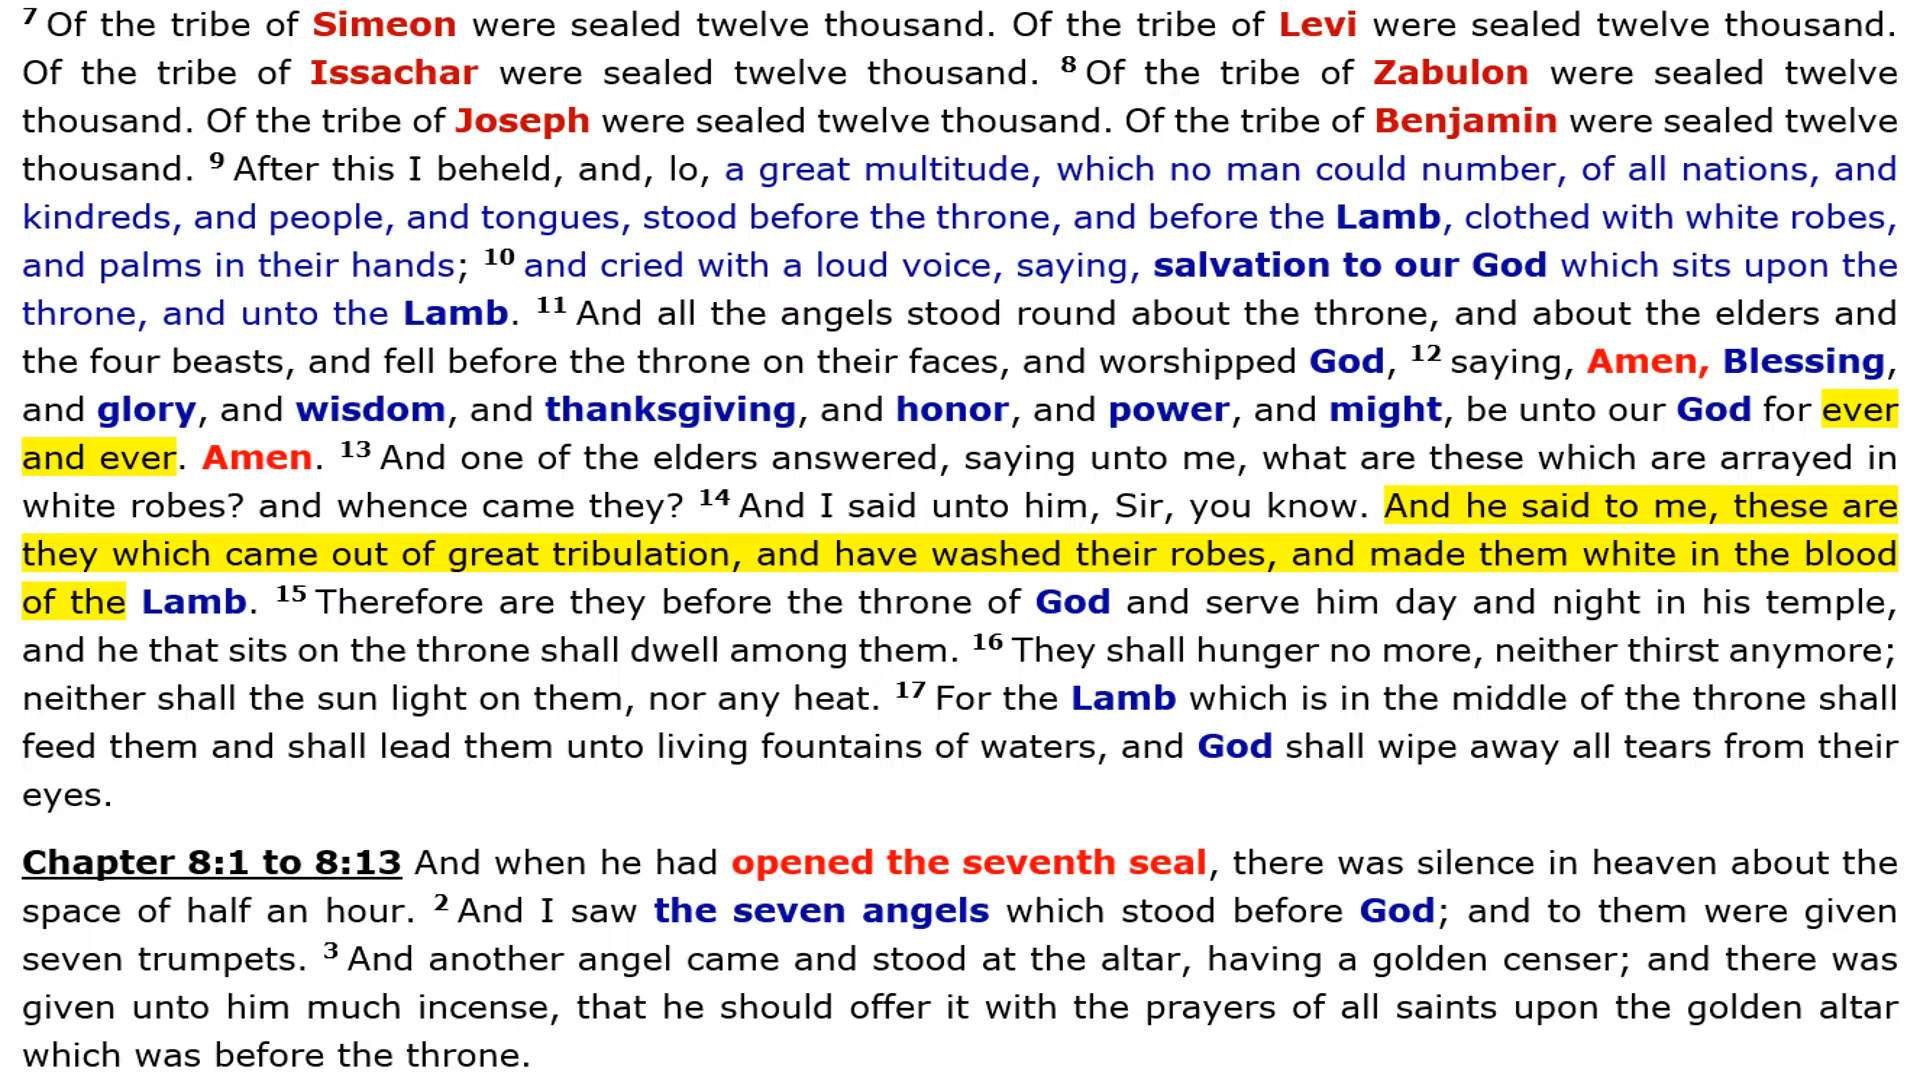 7 Of the tribe of Simeon were sealed twelve thousand. Of the tribe of Levi were sealed twelve thousand.
Of the tribe of Issachar were sealed twelve thousand. 8 Of the tribe of Zabulon were sealed twelve
thousand. Of the tribe of Joseph were sealed twelve thousand. Of the tribe of Benjamin were sealed twelve
thousand. 9 After this I beheld, and, lo, a great multitude, which no man could number, of all nations, and
kindreds, and people, and tongues, stood before the throne, and before the Lamb, clothed with white robes,
and palms in their hands; 10 and cried with a loud voice, saying, salvation to our God which sits upon the
throne, and unto the Lamb. 11 And all the angels stood round about the throne, and about the elders and
the four beasts, and fell before the throne on their faces, and worshipped God, 12 saying, Amen, Blessing,
and glory, and wisdom, and thanksgiving, and honor, and power, and might, be unto our God for ever
and ever. Amen. 13 And one of the elders answered, saying unto me, what are these which are arrayed in
white robes? and whence came they? 14 And I said unto him, Sir, you know. And he said to me, these are
they which came out of great tribulation, and have washed their robes, and made them white in the blood
of the Lamb. 15 Therefore are they before the throne of God and serve him day and night in his temple,
and he that sits on the throne shall dwell among them. 16 They shall hunger no more, neither thirst anymore;
neither shall the sun light on them, nor any heat. 17 For the Lamb which is in the middle of the throne shall
feed them and shall lead them unto living fountains of waters, and God shall wipe away all tears from their
eyes.
Chapter 8:1 to 8:13 And when he had opened the seventh seal, there was silence in heaven about the
space of half an hour. 2 And I saw the seven angels which stood before God; and to them were given
seven trumpets. 3 And another angel came and stood at the altar, having a golden censer; and there was
given unto him much incense, that he should offer it with the prayers of all saints upon the golden altar
which was before the throne.